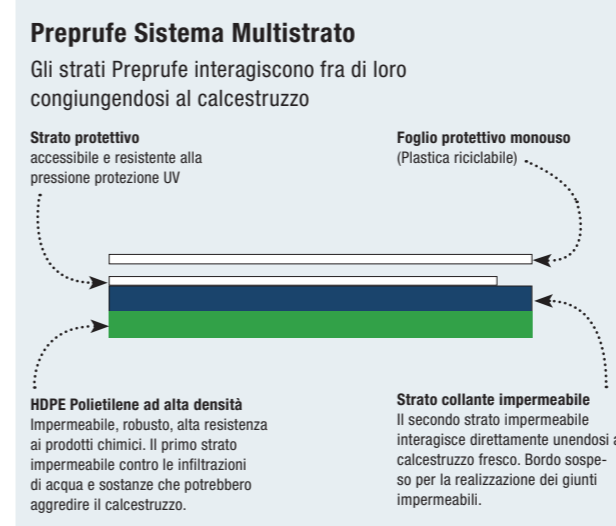 Preprufe Sistema Multistrato
Gli strati Preprufe interagiscono fra di loro
congiungendosi al calcestruzzo
Strato protettivo
accessibile e resistente alla
pressione protezione UV
Foglio protettivo monouso
(Plastica riciclabile)
HDPE Polietilene ad alta densità
Impermeabile, robusto, alta resistenza
ai prodotti chimici. Il primo strato
impermeabile contro le infiltrazioni
di acqua e sostanze che potrebbero
aggredire il calcestruzzo.
Strato collante impermeabile
Il secondo strato impermeabile
interagisce direttamente unendosi a
calcestruzzo fresco. Bordo sospe-
so per la realizzazione dei giunti
impermeabili.